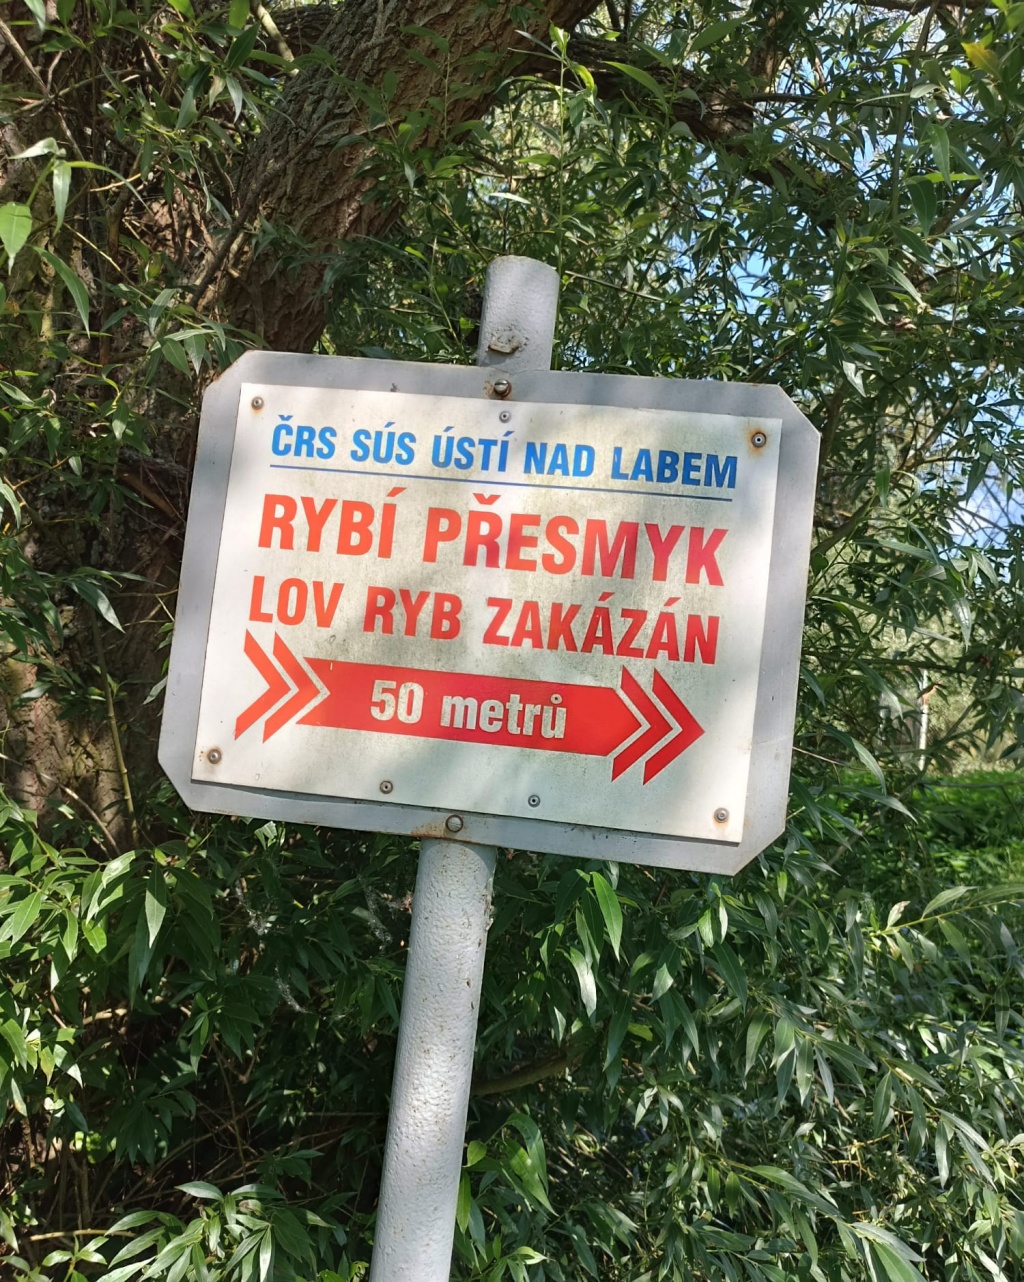 ČRS SÚS ÚSTÍ NAD LABEM
RYBÍ PŘESMYK
LOV RYB ZAKÁZÁN
50 metrů